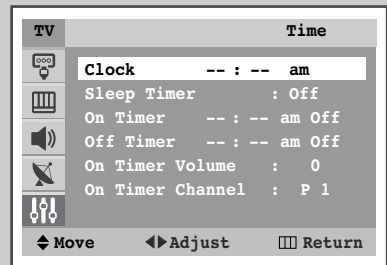 TV Time
Clock -- : -- am
Sleep Timer : Off
On Timer -- : -- am Off
Off Timer -- : -- am Off
On Timer Volume : 0
On Timer Channel : P 1
Move Adjust Return